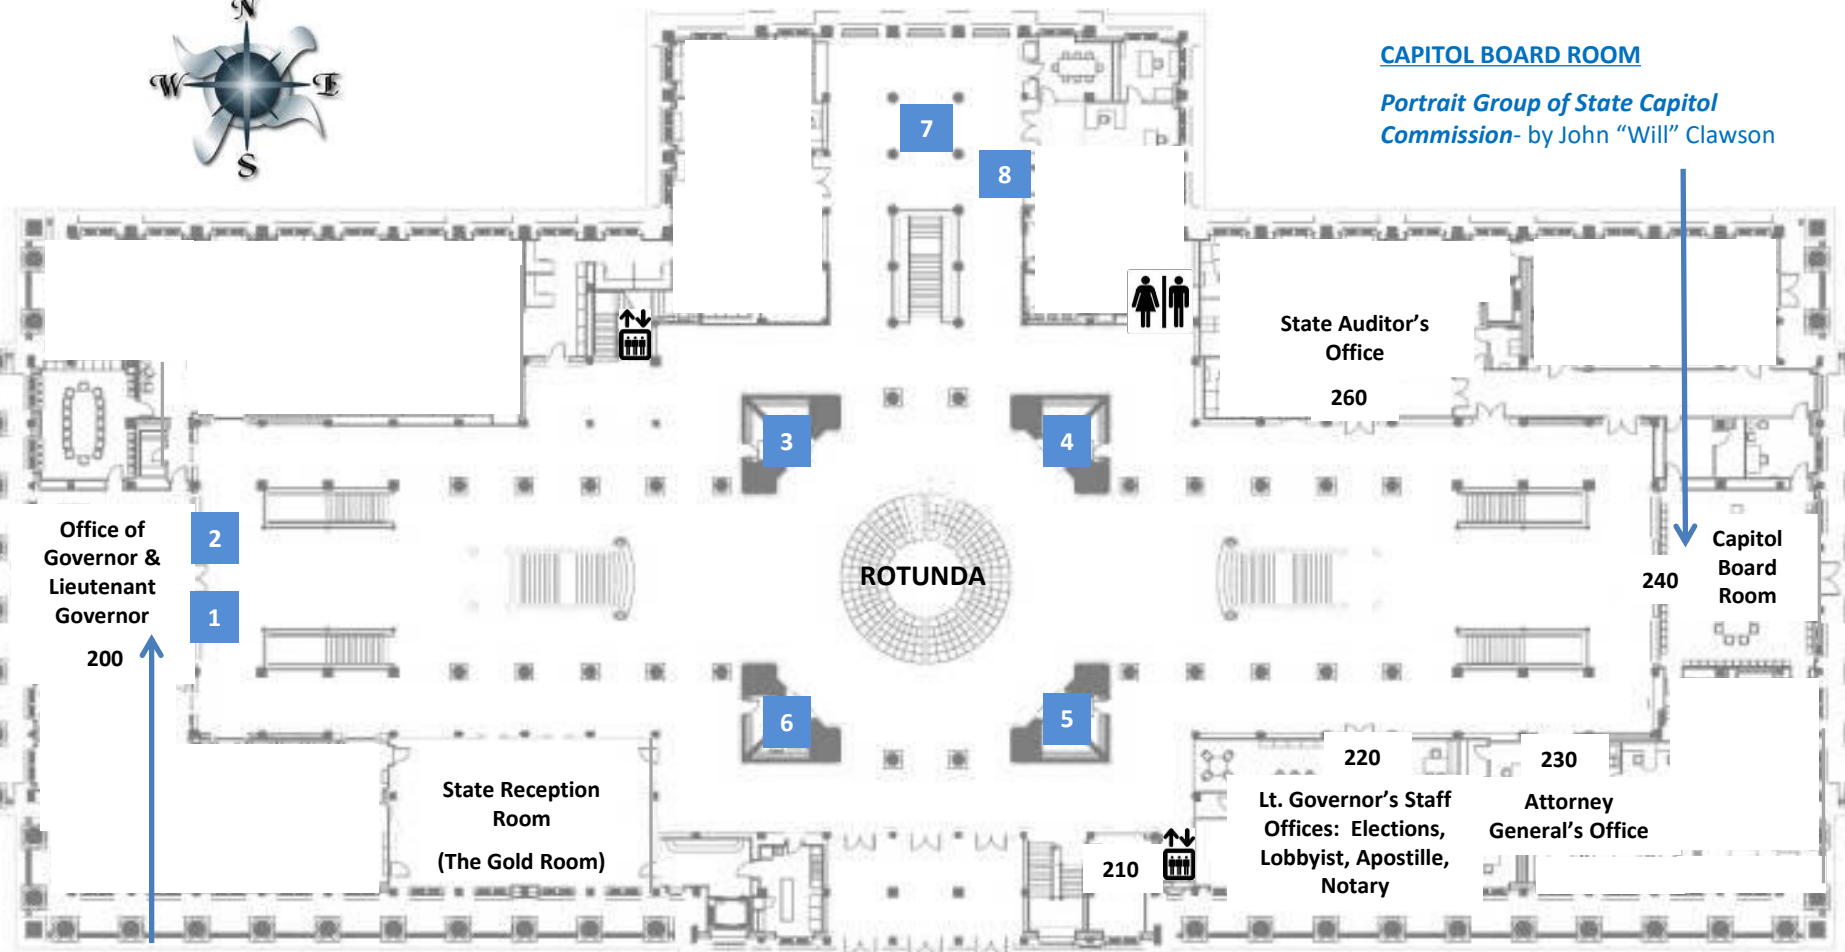 N
W
E
S
CAPITOL BOARD ROOM
Portrait Group of State Capitol
Commission- by John “Will” Clawson
7
8
State Auditor’s
Office
260
3
4
Office of
Governor &
Lieutenant
Governor
200
2
1
ROTUNDA
240
Capitol
Board
Room
6
5
State Reception
Room
(The Gold Room)
210
220
Lt. Governor’s Staff
Offices: Elections,
Lobbyist, Apostille,
Notary
230
Attorney
General’s Office